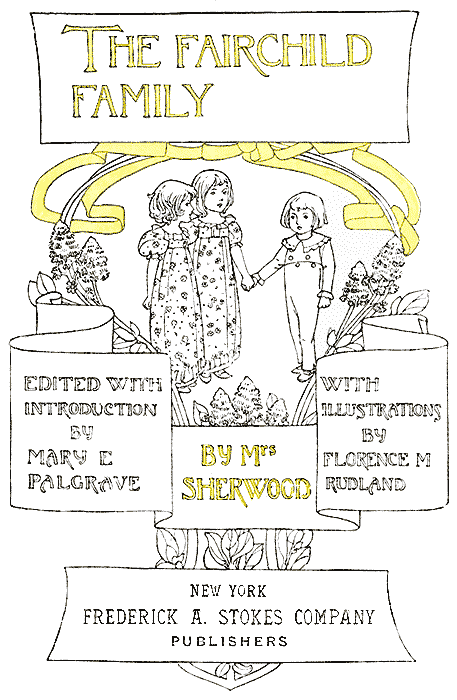 THE FAIRCHILD
FAMILY
EDITED WITH
INTRODUCTION
BY
MARY E
PALGRAVE
BY Mrs
SHERWOOD
WITH
ILLUSTRATIONS
BY
FLORENCE M
RUDLAND
NEW YORK
FREDERICK A. STOKES COMPANY
PUBLISHERS